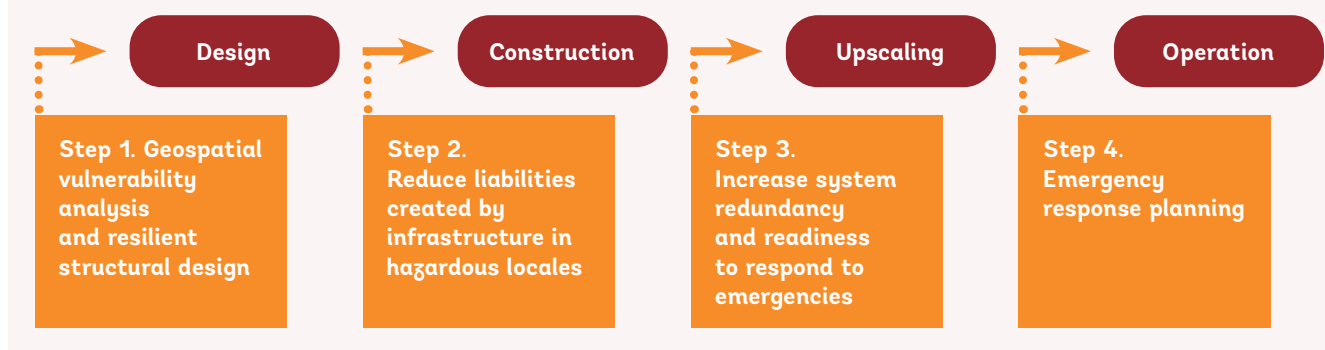 Design
Construction
Upscaling
Operation
Step 1. Geospatial
vulnerability
analysis
and resilient
structural design
Step 2.
Reduce liabilities
created by
infrastructure in
hazardous locales
Step 3.
Increase system
redundancy
and readiness
to respond to
emergencies
Step 4.
Emergency
response planning